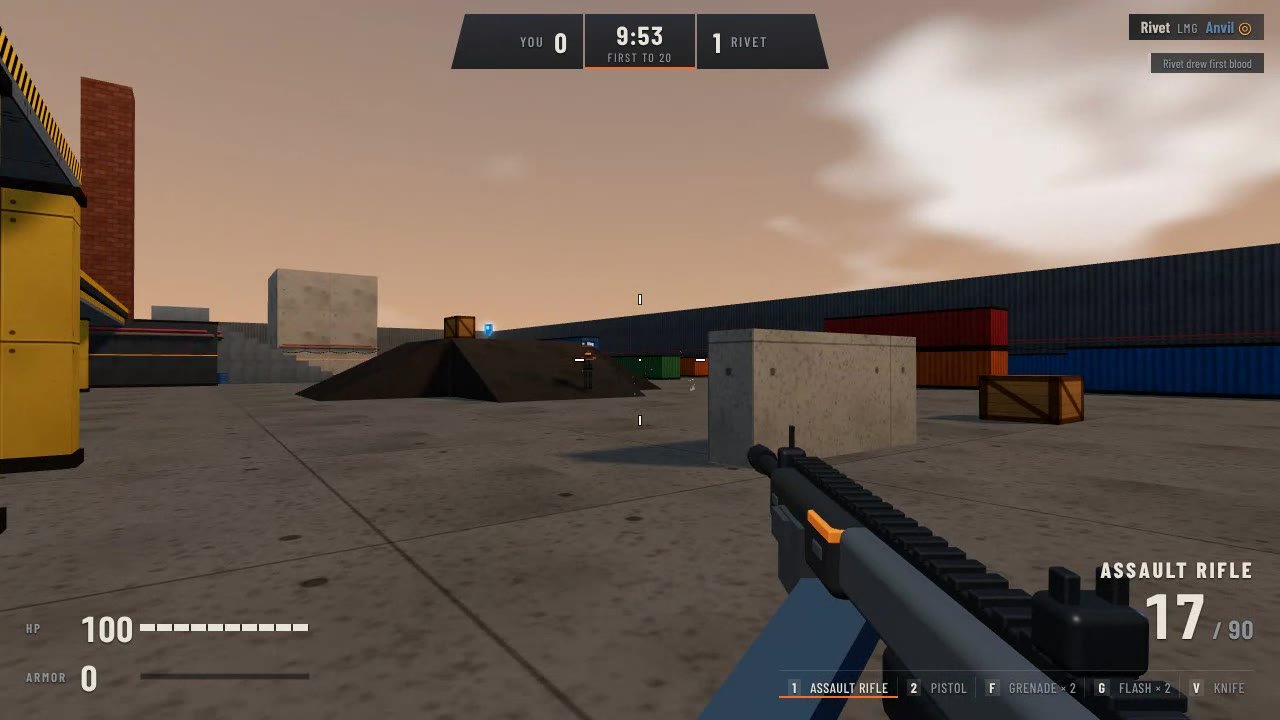 YOU 0
9:53
FIRST TO 20
1 RIVET
Rivet LMG Anvil
Rivet drew first blood
HP 100
ARMOR 0
ASSAULT RIFLE
17 / 90
1 ASSAULT RIFLE 2 PISTOL F GRENADE × 2 G FLASH × 2 V KNIFE